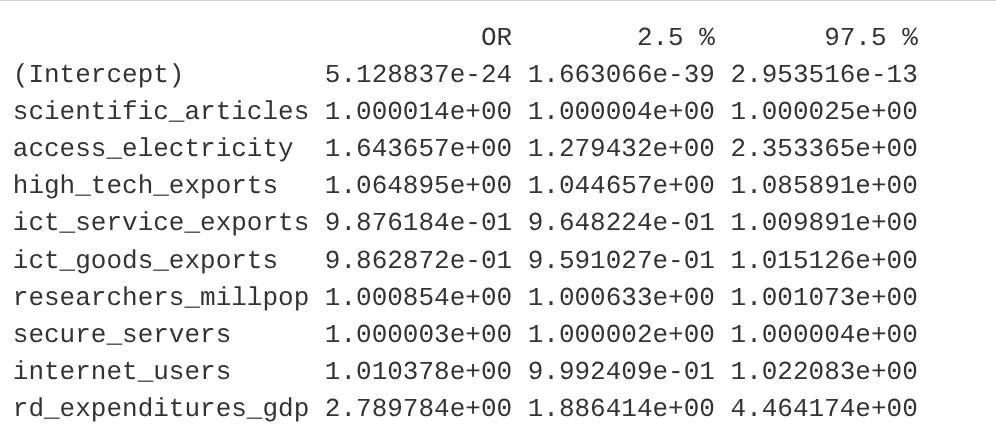 OR 2.5 % 97.5 %
(Intercept) 5.128837e-24 1.663066e-39 2.953516e-13
scientific_articles 1.000014e+00 1.000004e+00 1.000025e+00
access_electricity 1.643657e+00 1.279432e+00 2.353365e+00
high_tech_exports 1.064895e+00 1.044657e+00 1.085891e+00
ict_service_exports 9.876184e-01 9.648224e-01 1.009891e+00
ict_goods_exports 9.862872e-01 9.591027e-01 1.015126e+00
researchers_millpop 1.000854e+00 1.000633e+00 1.001073e+00
secure_servers 1.000003e+00 1.000002e+00 1.000004e+00
internet_users 1.010378e+00 9.992409e-01 1.022083e+00
rd_expenditures_gdp 2.789784e+00 1.886414e+00 4.464174e+00